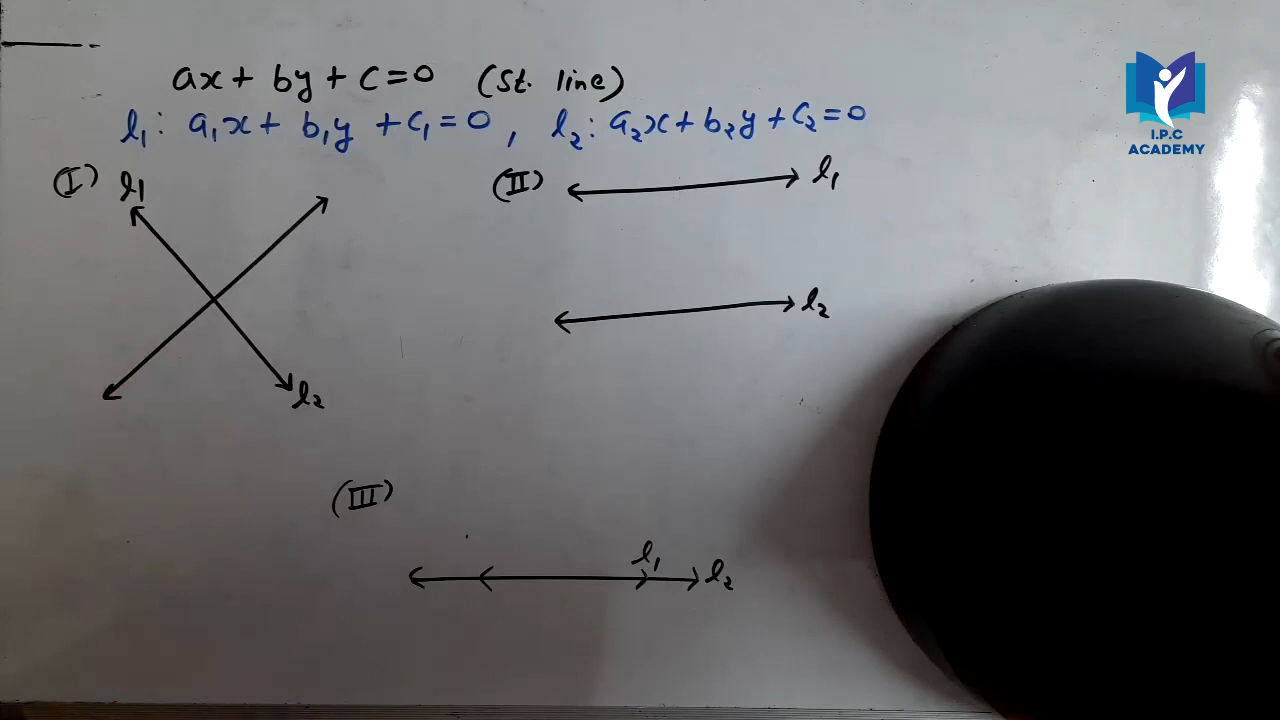 ax + by + c = 0 (St. line)
l₁: a₁x + b₁y + c₁ = 0, l₂: a₂x + b₂y + c₂ = 0
I.P.C
ACADEMY
(I) l₁
l₂
(II) l₁
l₂
(III)
l₁
l₂